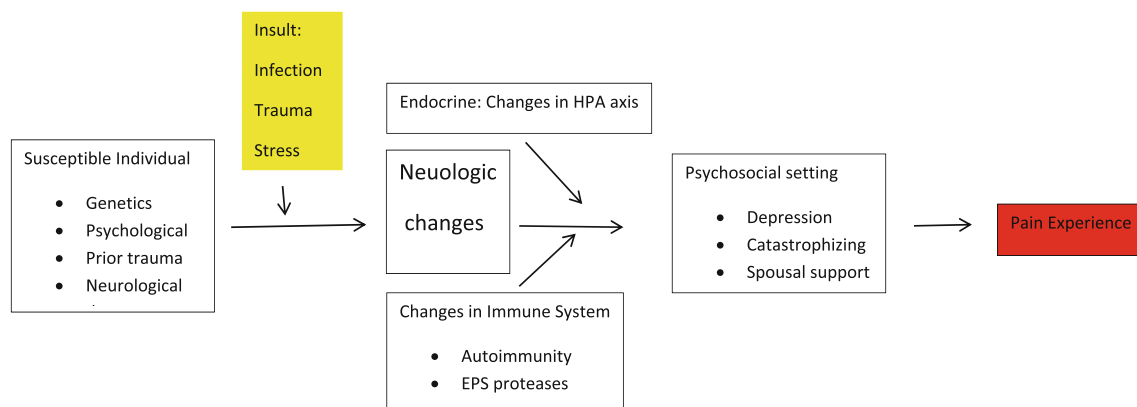 Susceptible Individual
● Genetics
● Psychological
● Prior trauma
● Neurological
Insult:
Infection
Trauma
Stress
Endocrine: Changes in HPA axis
Neuologic
changes
Changes in Immune System
● Autoimmunity
● EPS proteases
Psychosocial setting
● Depression
● Catastrophizing
● Spousal support
Pain Experience